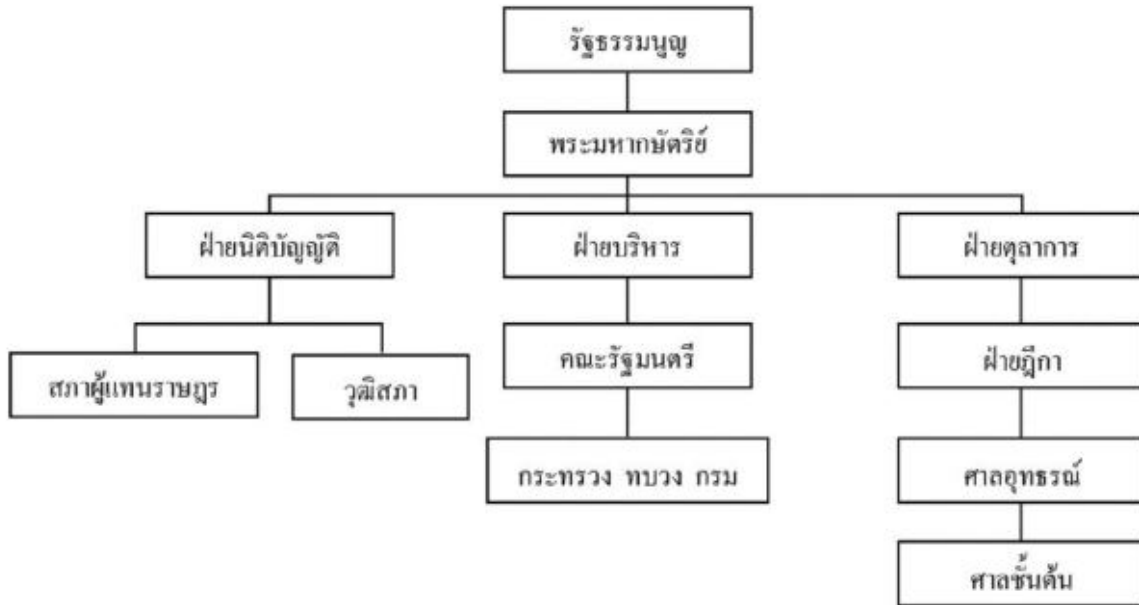 รัฐธรรมนูญ
พระมหากษัตริย์
ฝ่ายนิติบัญญัติ
ฝ่ายบริหาร
ฝ่ายตุลาการ
สภาผู้แทนราษฎร
วุฒิสภา
คณะรัฐมนตรี
ฝ่ายฎีกา
กระทรวง ทบวง กรม
ศาลอุทธรณ์
ศาลชั้นต้น